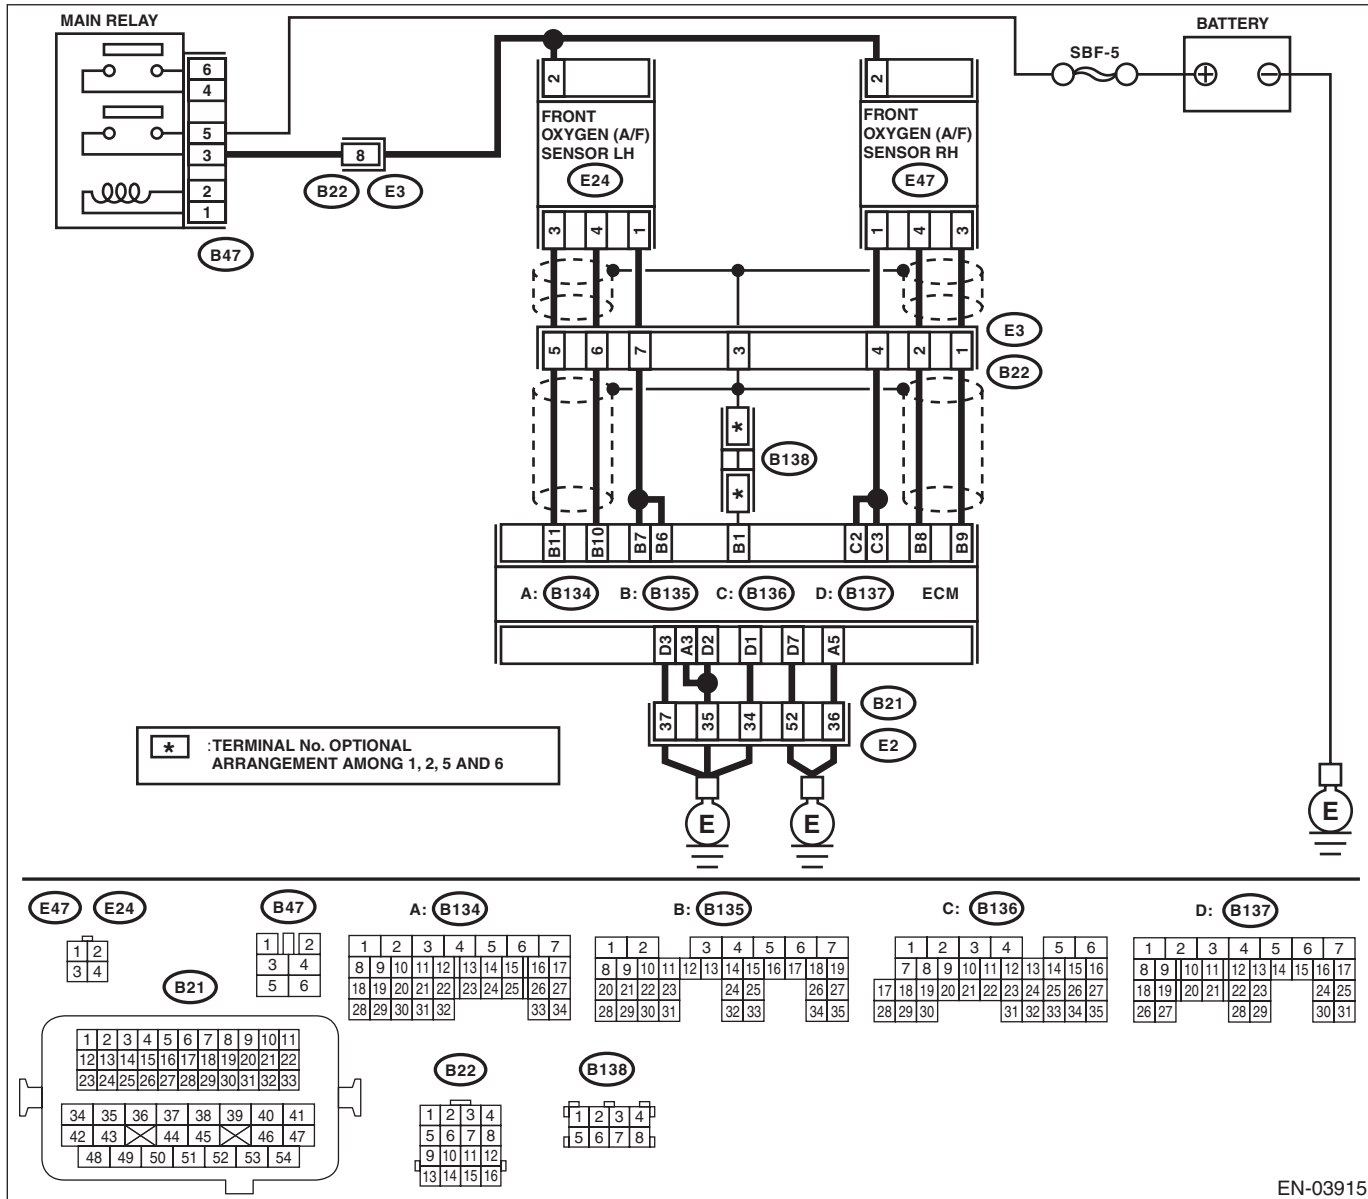 MAIN RELAY
BATTERY
SBF-5
6
4
5
3
2
1
B47
8
B22 E3
2
FRONT
OXYGEN (A/F)
SENSOR LH
E24
3 4 1
2
FRONT
OXYGEN (A/F)
SENSOR RH
E47
1 4 3
5 6 7 3 4 2 1
E3
B22
*
B138
*
B11 B10 B7 B6 B1 C2 C3 B8 B9
A: B134 B: B135 C: B136 D: B137 ECM
D3 A3 D2 D1 D7 A5
37 35 34 52 36
B21
E2
* :TERMINAL No. OPTIONAL
ARRANGEMENT AMONG 1, 2, 5 AND 6
E E E
E47 E24
1 2
3 4
B47
1 2
3 4
5 6
A: B134
1 2 3 4 5 6 7
8 9 10 11 12 13 14 15 16 17
18 19 20 21 22 23 24 25 26 27
28 29 30 31 32 33 34
B: B135
1 2 3 4 5 6 7
8 9 10 11 12 13 14 15 16 17 18 19
20 21 22 23 24 25 26 27
28 29 30 31 32 33 34 35
C: B136
1 2 3 4 5 6
7 8 9 10 11 12 13 14 15 16
17 18 19 20 21 22 23 24 25 26 27
28 29 30 31 32 33 34 35
D: B137
1 2 3 4 5 6 7
8 9 10 11 12 13 14 15 16 17
18 19 20 21 22 23 24 25
26 27 28 29 30 31
B21
1 2 3 4 5 6 7 8 9 10 11
12 13 14 15 16 17 18 19 20 21 22
23 24 25 26 27 28 29 30 31 32 33
34 35 36 37 38 39 40 41
42 43 44 45 46 47
48 49 50 51 52 53 54
B22
1 2 3 4
5 6 7 8
9 10 11 12
13 14 15 16
B138
1 2 3 4
5 6 7 8
EN-03915